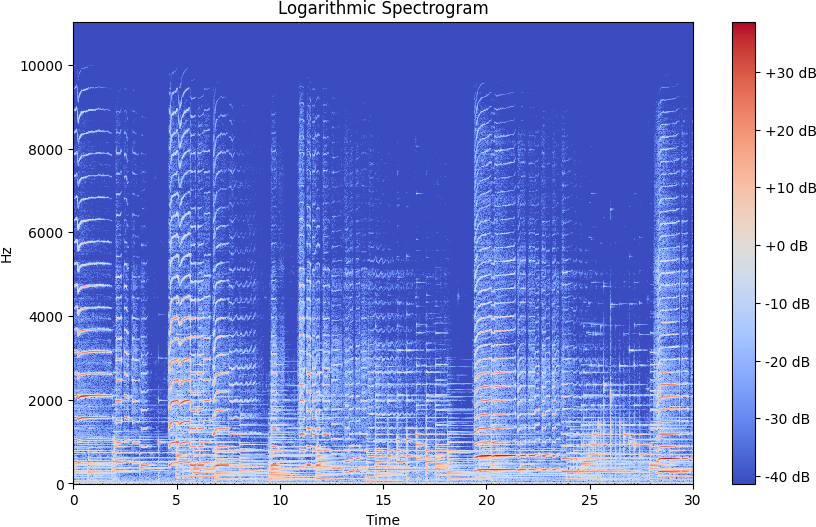 Logarithmic Spectrogram
Hz
10000
8000
6000
4000
2000
0
0 5 10 15 20 25 30
Time
+30 dB
+20 dB
+10 dB
+0 dB
-10 dB
-20 dB
-30 dB
-40 dB